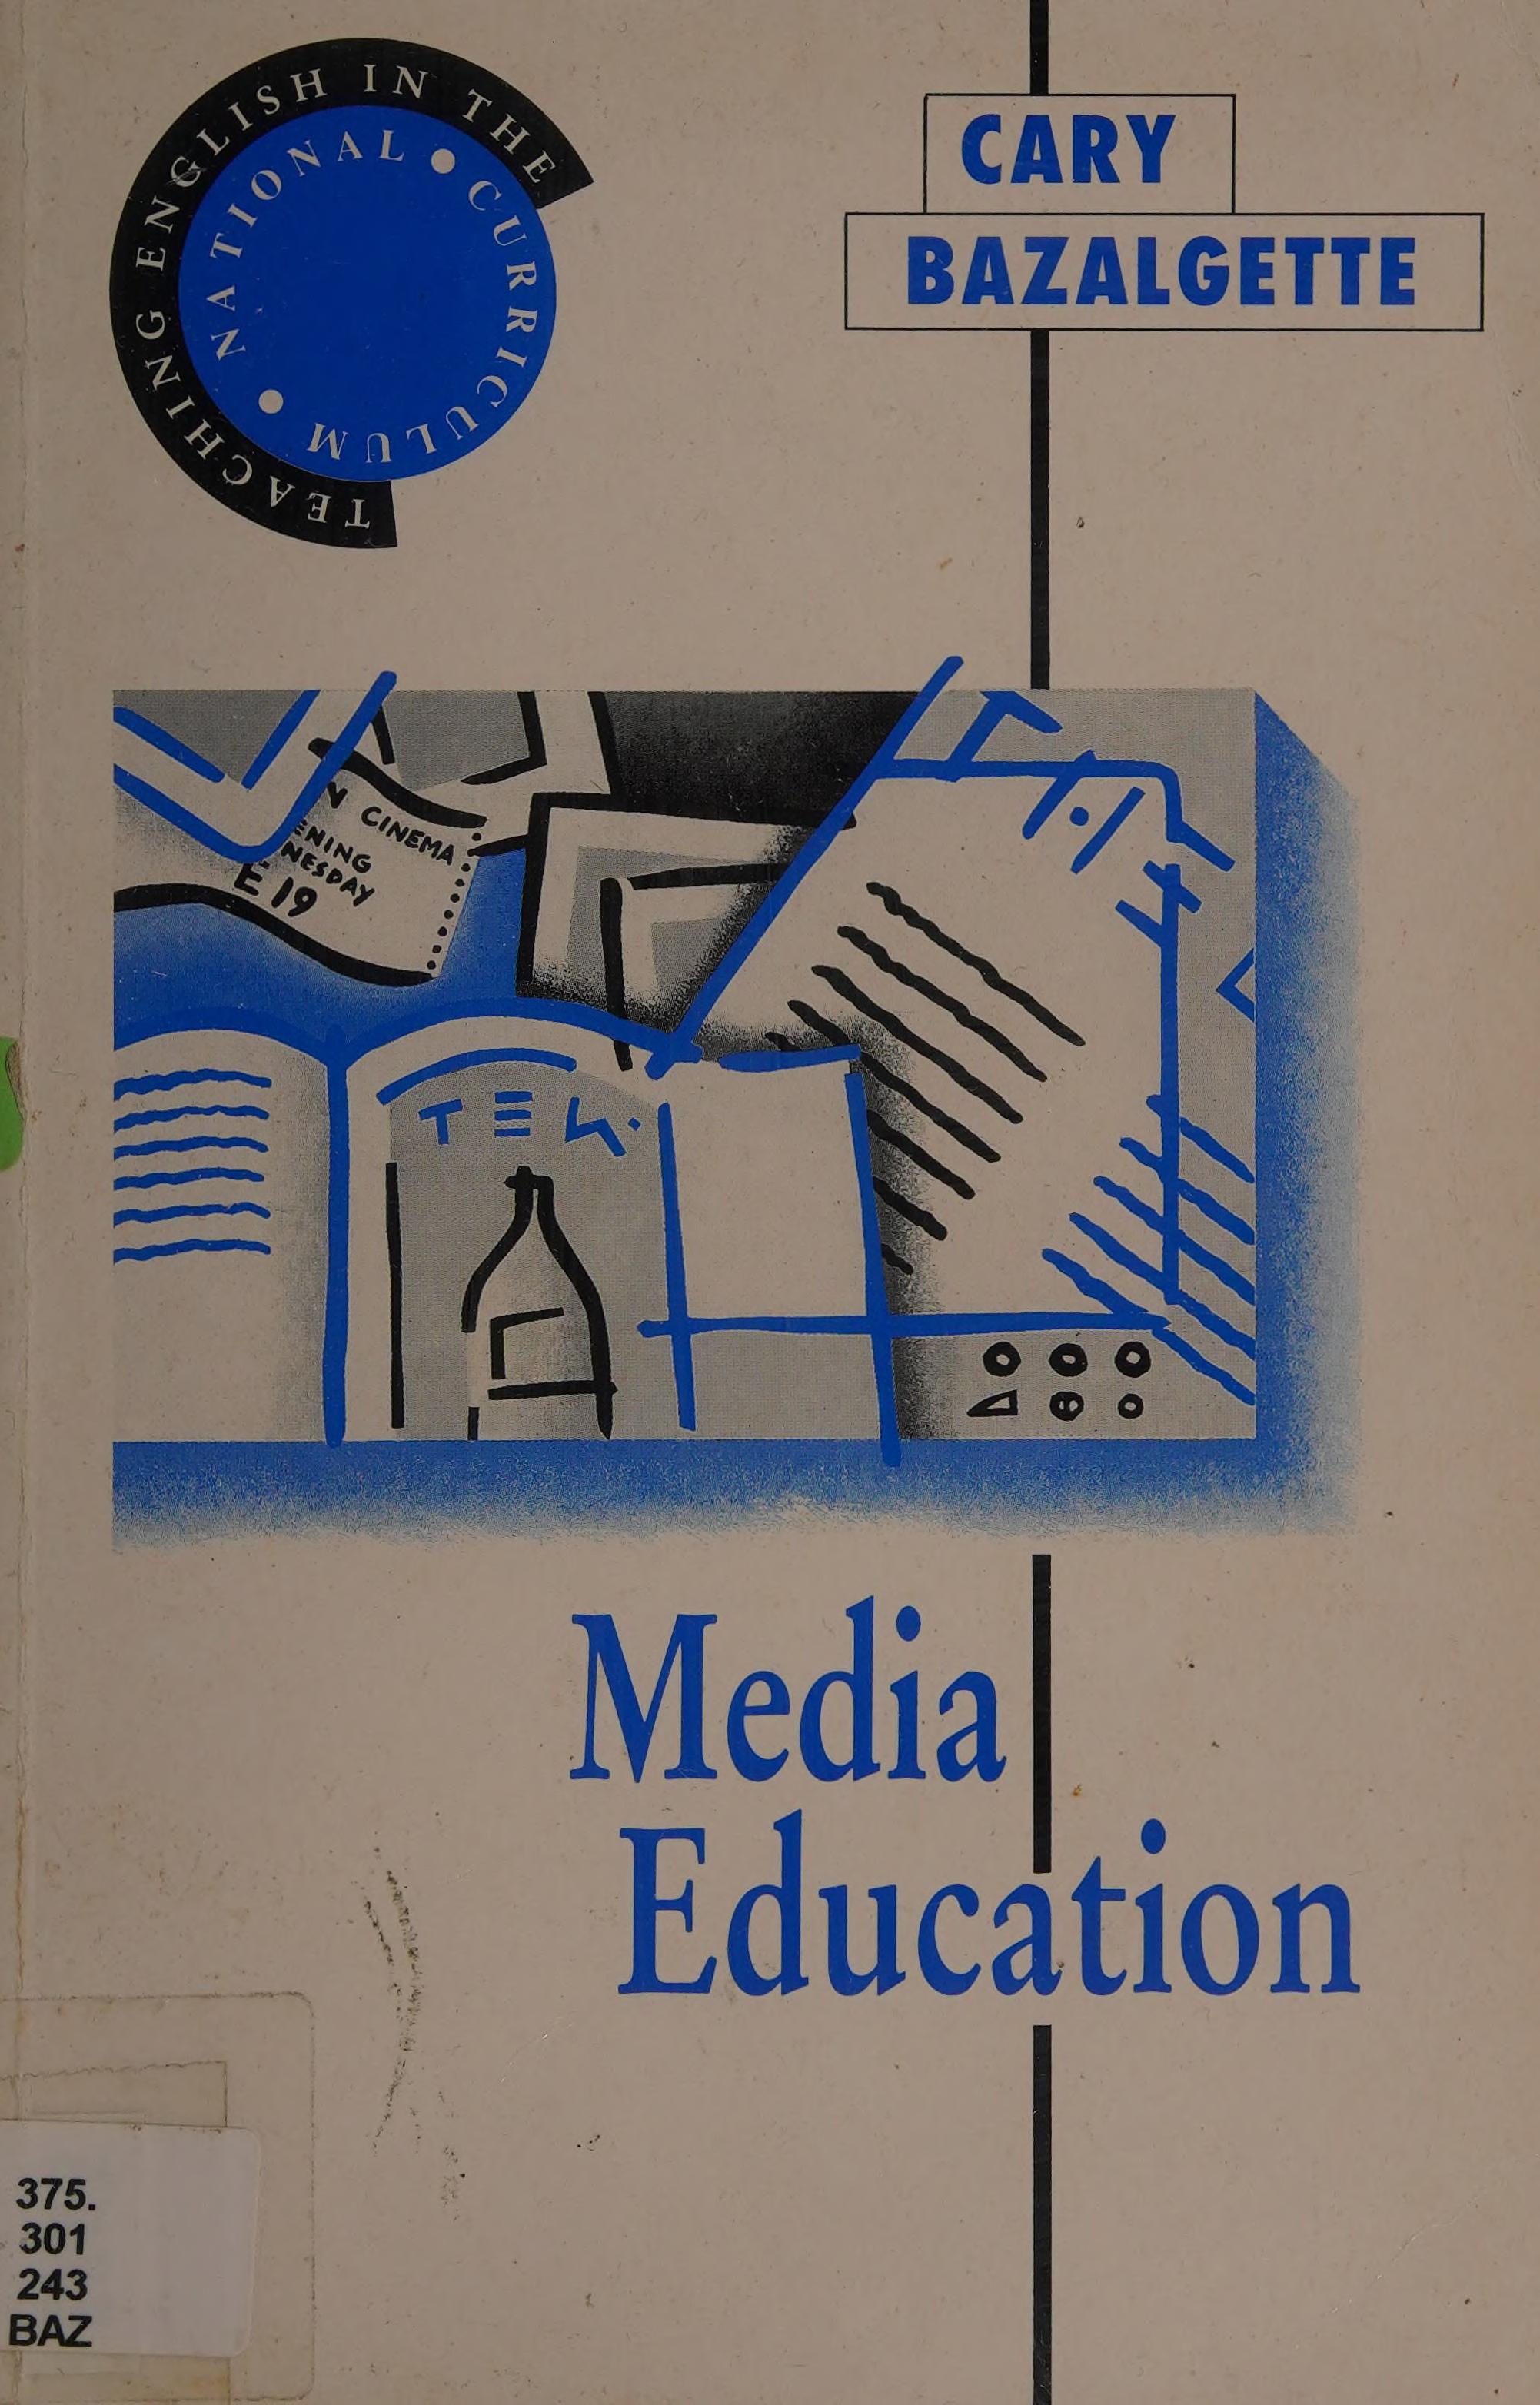 TEACHING ENGLISH IN THE
NATIONAL • CURRICULUM •
CARY
BAZALGETTE
CINEMA
ENING
NESDAY
E 19
Media
Education
375.
301
243
BAZ